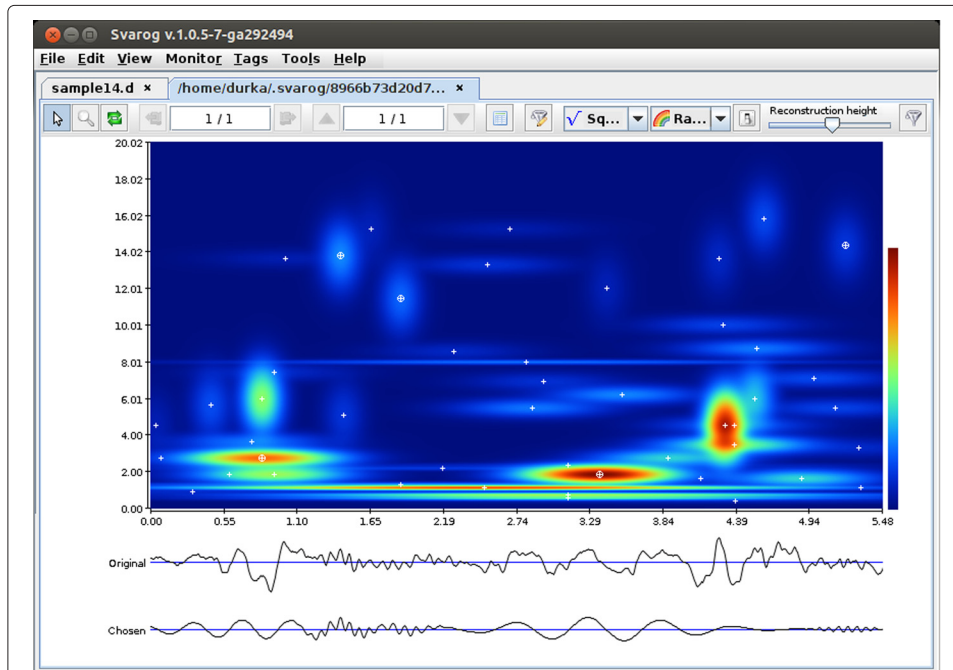 Svarog v.1.0.5-7-ga292494
File Edit View Monitor Tags Tools Help
sample14.d × /home/durka/.svarog/8966b73d20d7... ×
1 / 1 1 / 1 √ Sq... Ra... Reconstruction height
20.02
18.02
16.02
14.02
12.01
10.01
8.01
6.01
4.00
2.00
0.00
0.00 0.55 1.10 1.65 2.19 2.74 3.29 3.84 4.39 4.94 5.48
Original
Chosen